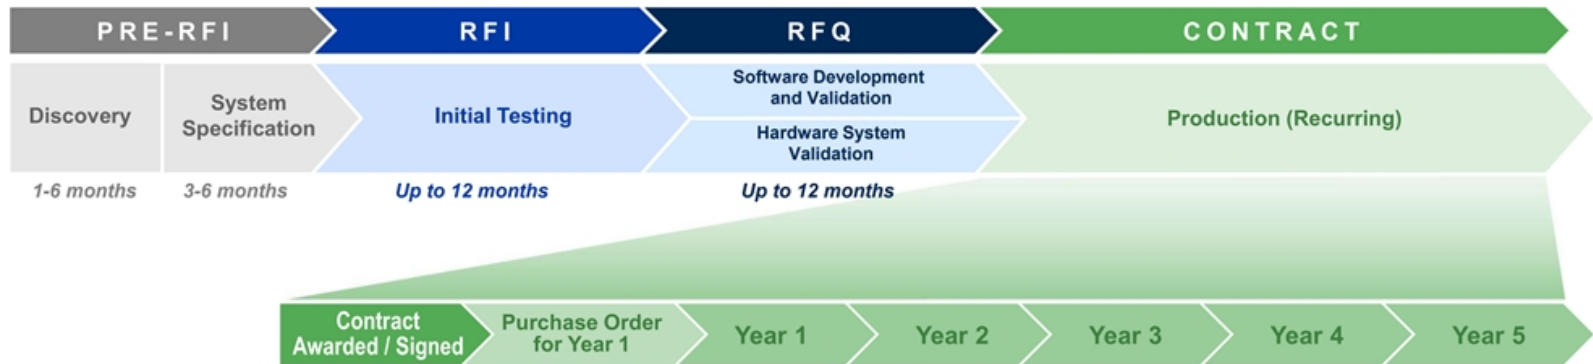 PRE-RFI
RFI
RFQ
CONTRACT
Discovery
System
Specification
Initial Testing
Software Development
and Validation
Hardware System
Validation
Production (Recurring)
1-6 months
3-6 months
Up to 12 months
Up to 12 months
Contract
Awarded / Signed
Purchase Order
for Year 1
Year 1
Year 2
Year 3
Year 4
Year 5